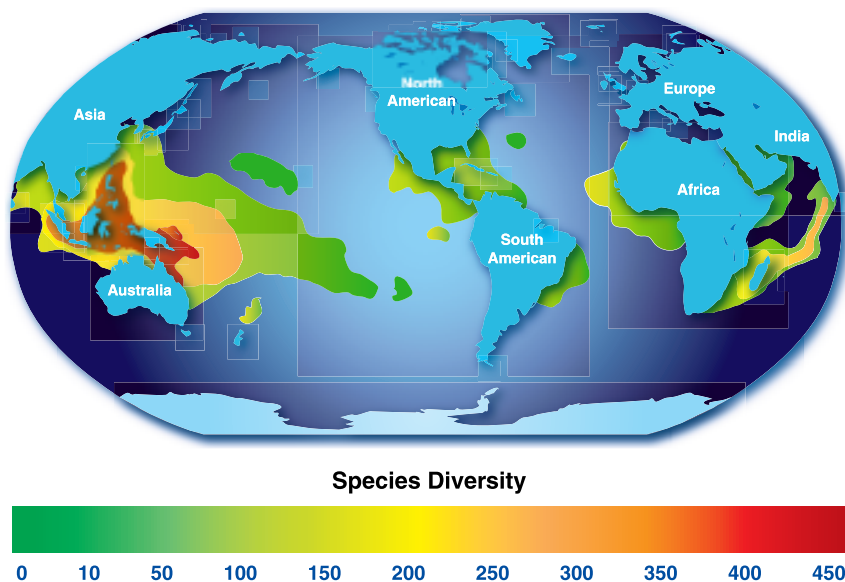 North
American
Asia
Europe
India
Africa
South
American
Australia
Species Diversity
0 10 50 100 150 200 250 300 350 400 450